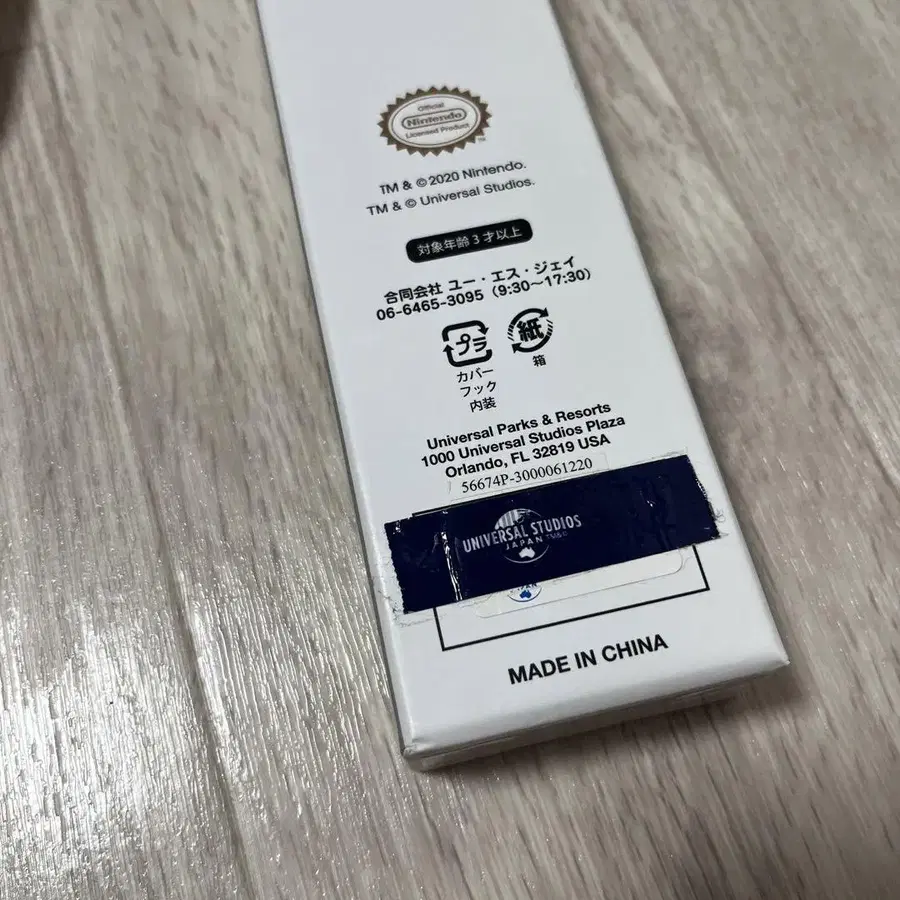 Official
Nintendo
Licensed Product
TM
TM & © 2020 Nintendo.
TM & © Universal Studios.
対象年齢3才以上
合同会社 ユー・エス・ジェイ
06-6465-3095(9:30〜17:30)
プラ
紙
カバー
フック
内装
箱
Universal Parks & Resorts
1000 Universal Studios Plaza
Orlando, FL 32819 USA
56674P-3000061220
UNIVERSAL STUDIOS
JAPAN TM&©
JAPAN
MADE IN CHINA